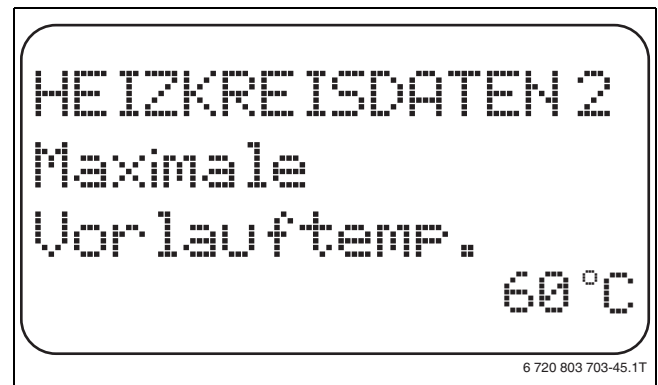 HEIZKREISDATEN 2
Maximale
Vorlauftemp.
60°C
6 720 803 703-45.1T